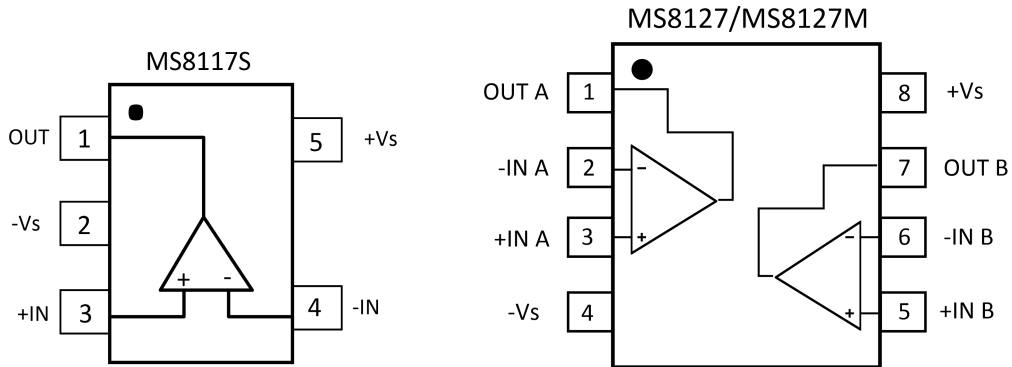 MS8117S
OUT 1
5 +Vs
-Vs 2
+IN 3
4 -IN
+ -
MS8127/MS8127M
OUT A 1
8 +Vs
-IN A 2 -
7 OUT B
+IN A 3 +
- 6 -IN B
-Vs 4
+ 5 +IN B